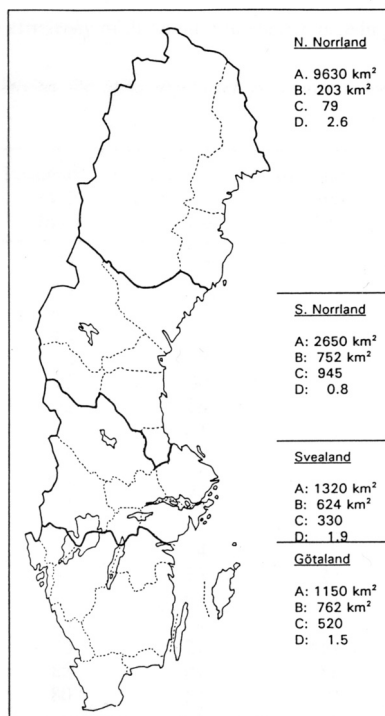 N. Norrland
A. 9630 km²
B. 203 km²
C. 79
D. 2.6
S. Norrland
A: 2650 km²
B: 752 km²
C: 945
D: 0.8
Svealand
A: 1320 km²
B: 624 km²
C: 330
D: 1.9
Götaland
A: 1150 km²
B: 762 km²
C: 520
D: 1.5